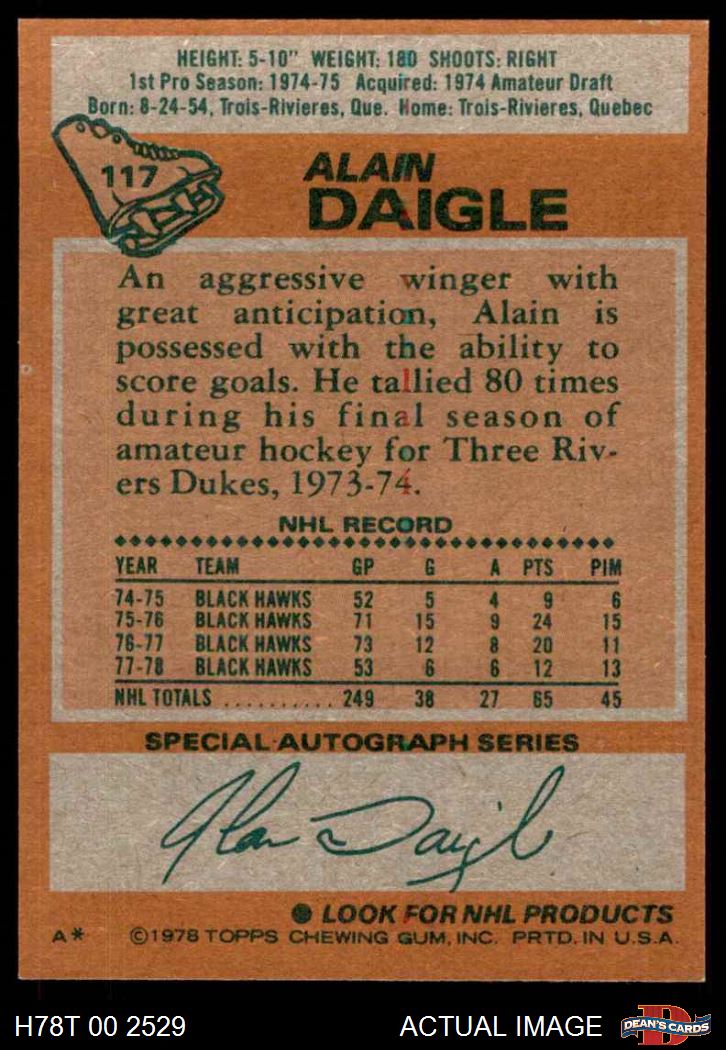 HEIGHT: 5-10" WEIGHT: 180 SHOOTS: RIGHT
1st Pro Season: 1974-75 Acquired: 1974 Amateur Draft
Born: 8-24-54, Trois-Rivieres, Que. Home: Trois-Rivieres, Quebec
117
ALAIN
DAIGLE
An aggressive winger with
great anticipation, Alain is
possessed with the ability to
score goals. He tallied 80 times
during his final season of
amateur hockey for Three Riv-
ers Dukes, 1973-74.
NHL RECORD
YEAR TEAM GP G A PTS PIM
74-75 BLACK HAWKS 52 5 4 9 6
75-76 BLACK HAWKS 71 15 9 24 15
76-77 BLACK HAWKS 73 12 8 20 11
77-78 BLACK HAWKS 53 6 6 12 13
NHL TOTALS .......... 249 38 27 65 45
SPECIAL AUTOGRAPH SERIES
Alan Daigle
● LOOK FOR NHL PRODUCTS
A* ©1978 TOPPS CHEWING GUM, INC. PRTD. IN U.S.A.
H78T 00 2529 ACTUAL IMAGE D DEAN'S CARDS